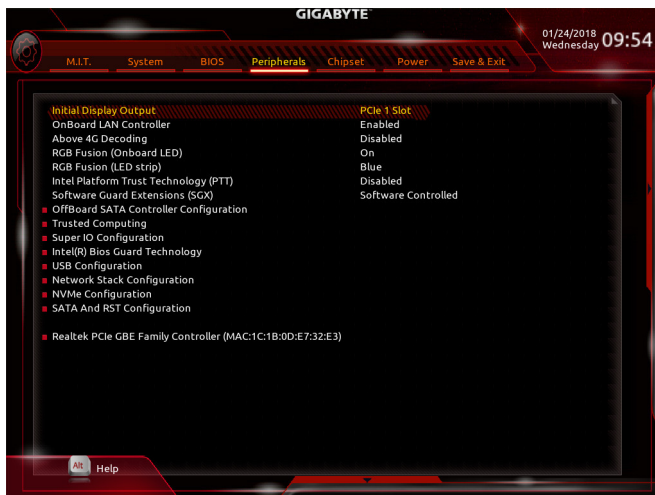 GIGABYTE™
01/24/2018 Wednesday 09:54
M.I.T. System BIOS Peripherals Chipset Power Save & Exit
Initial Display Output PCIe 1 Slot
OnBoard LAN Controller Enabled
Above 4G Decoding Disabled
RGB Fusion (Onboard LED) On
RGB Fusion (LED strip) Blue
Intel Platform Trust Technology (PTT) Disabled
Software Guard Extensions (SGX) Software Controlled
OffBoard SATA Controller Configuration
Trusted Computing
Super IO Configuration
Intel(R) Bios Guard Technology
USB Configuration
Network Stack Configuration
NVMe Configuration
SATA And RST Configuration
Realtek PCIe GBE Family Controller (MAC:1C:1B:0D:E7:32:E3)
Alt Help